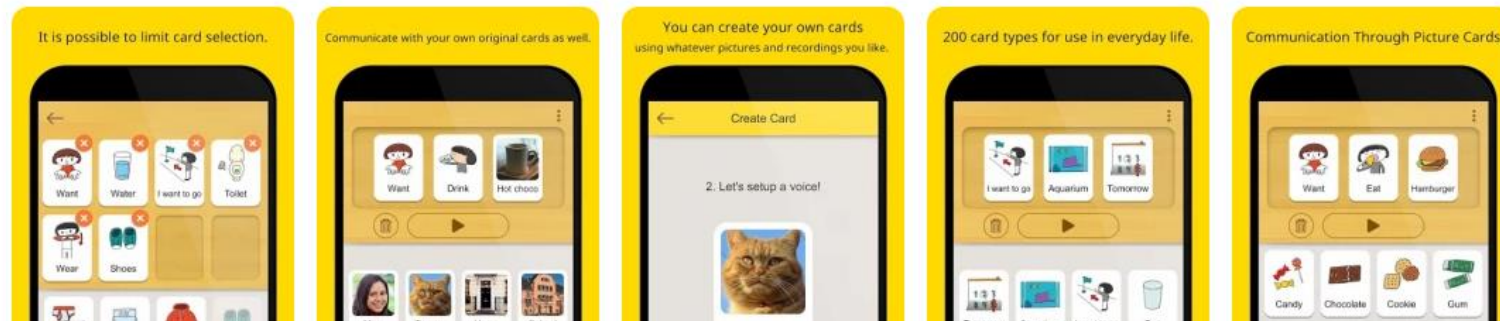 It is possible to limit card selection.
Want
Water
I want to go
Toilet
Wear
Shoes
Communicate with your own original cards as well.
Want
Drink
Hot choco
You can create your own cards
using whatever pictures and recordings you like.
Create Card
2. Let's setup a voice!
200 card types for use in everyday life.
I want to go
Aquarium
Tomorrow
Communication Through Picture Cards
Want
Eat
Hamburger
Candy
Chocolate
Cookie
Gum